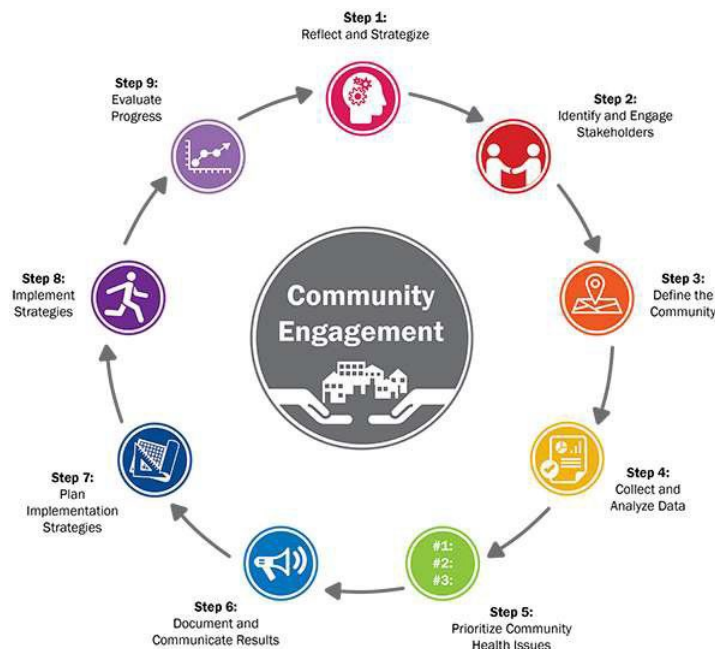 Step 1:
Reflect and Strategize
Step 2:
Identify and Engage
Stakeholders
Step 3:
Define the
Community
Step 4:
Collect and
Analyze Data
Step 5:
Prioritize Community
Health Issues
#1:
#2:
#3:
Step 6:
Document and
Communicate Results
Step 7:
Plan
Implementation
Strategies
Step 8:
Implement
Strategies
Step 9:
Evaluate
Progress
Community
Engagement